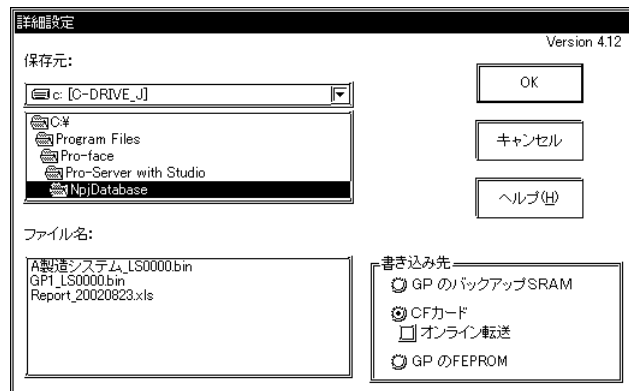 詳細設定
Version 4.12
保存元:
c: [C-DRIVE_J]
C:¥
Program Files
Pro-face
Pro-Server with Studio
NpjDatabase
OK
キャンセル
ヘルプ(H)
ファイル名:
A製造システム_LS0000.bin
GP1_LS0000.bin
Report_20020823.xls
書き込み先
GP のバックアップSRAM
CFカード
オンライン転送
GP のFEPROM